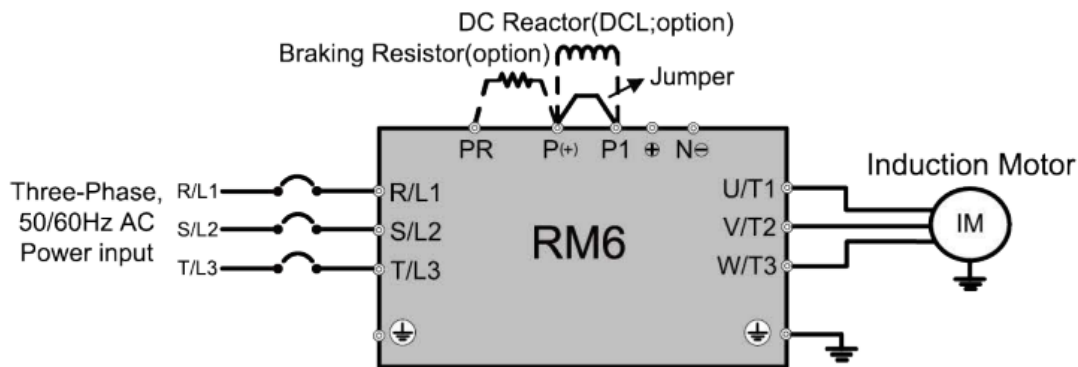 DC Reactor(DCL;option)
Braking Resistor(option)
Jumper
PR P(+) P1 ⊕ N⊖
Induction Motor
Three-Phase,
50/60Hz AC
Power input
R/L1 R/L1 U/T1
S/L2 S/L2 V/T2 IM
T/L3 T/L3 W/T3
RM6